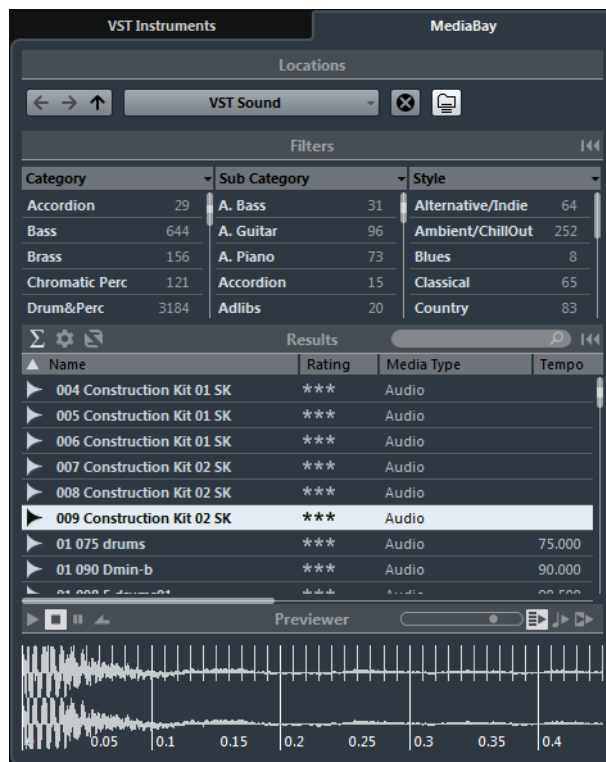 VST Instruments MediaBay
Locations
VST Sound
Filters
Category Sub Category Style
Accordion 29 A. Bass 31 Alternative/Indie 64
Bass 644 A. Guitar 96 Ambient/ChillOut 252
Brass 156 A. Piano 73 Blues 8
Chromatic Perc 121 Accordion 15 Classical 65
Drum&Perc 3184 Adlibs 20 Country 83
Results
Name Rating Media Type Tempo
004 Construction Kit 01 SK *** Audio
005 Construction Kit 01 SK *** Audio
006 Construction Kit 01 SK *** Audio
007 Construction Kit 02 SK *** Audio
008 Construction Kit 02 SK *** Audio
009 Construction Kit 02 SK *** Audio
01 075 drums *** Audio 75.000
01 090 Dmin-b *** Audio 90.000
Previewer
0.05 0.1 0.15 0.2 0.25 0.3 0.35 0.4